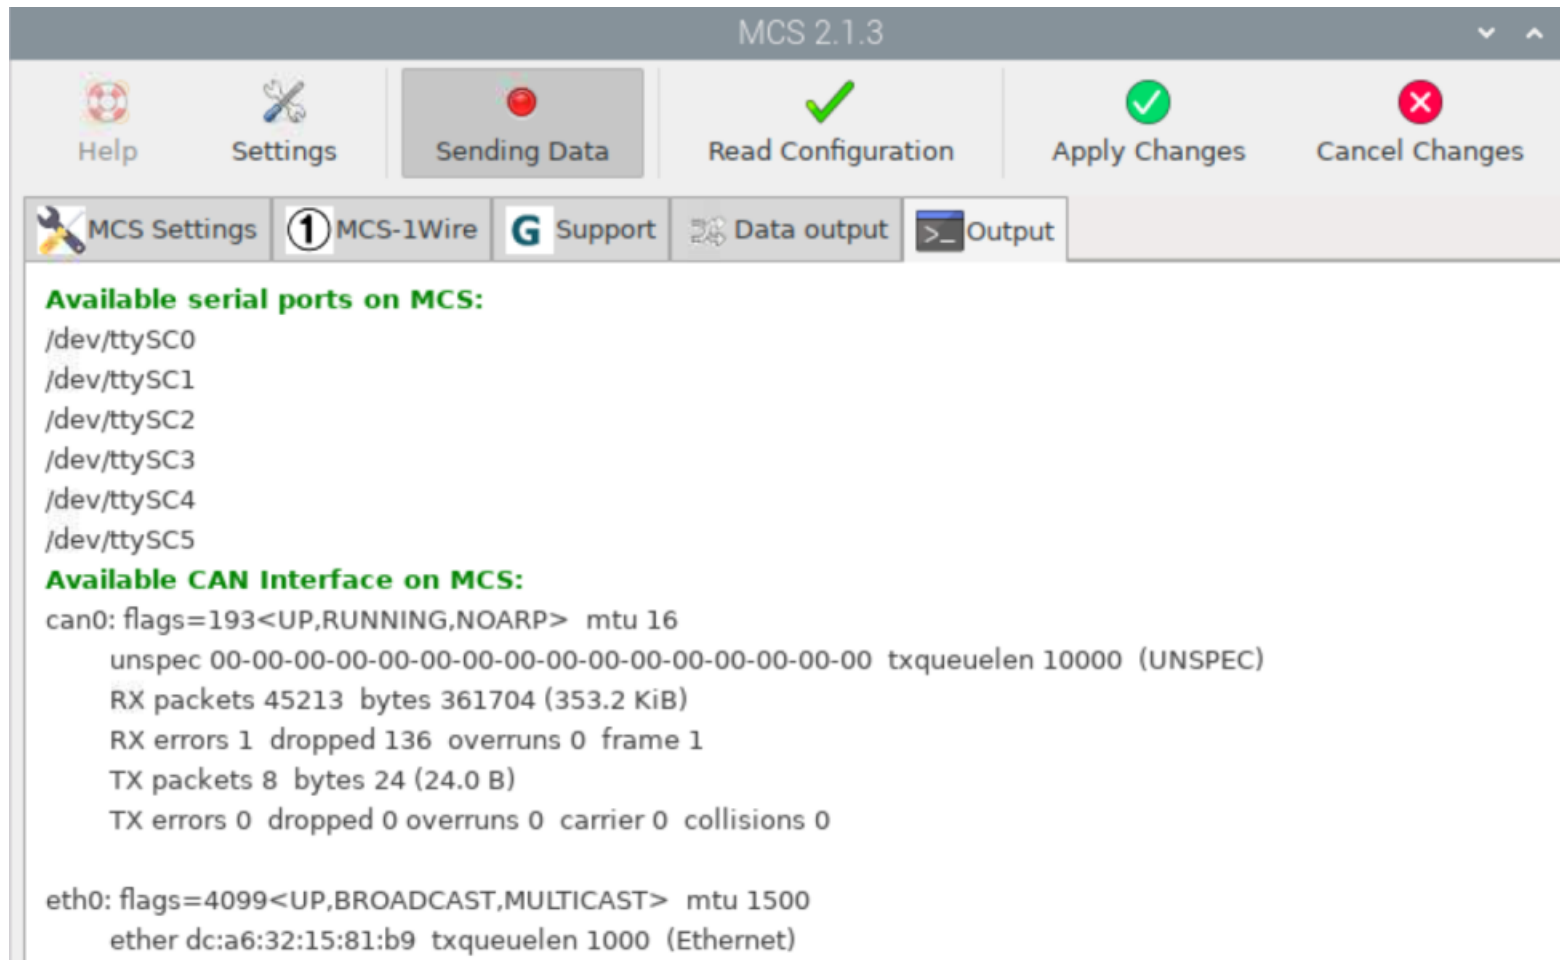 MCS 2.1.3
Help Settings Sending Data Read Configuration Apply Changes Cancel Changes
MCS Settings 1 MCS-1Wire G Support Data output >_ Output
Available serial ports on MCS:
/dev/ttySC0
/dev/ttySC1
/dev/ttySC2
/dev/ttySC3
/dev/ttySC4
/dev/ttySC5
Available CAN Interface on MCS:
can0: flags=193<UP,RUNNING,NOARP>  mtu 16
unspec 00-00-00-00-00-00-00-00-00-00-00-00-00-00-00-00  txqueuelen 10000  (UNSPEC)
RX packets 45213  bytes 361704 (353.2 KiB)
RX errors 1  dropped 136  overruns 0  frame 1
TX packets 8  bytes 24 (24.0 B)
TX errors 0  dropped 0 overruns 0  carrier 0  collisions 0
eth0: flags=4099<UP,BROADCAST,MULTICAST>  mtu 1500
ether dc:a6:32:15:81:b9  txqueuelen 1000  (Ethernet)